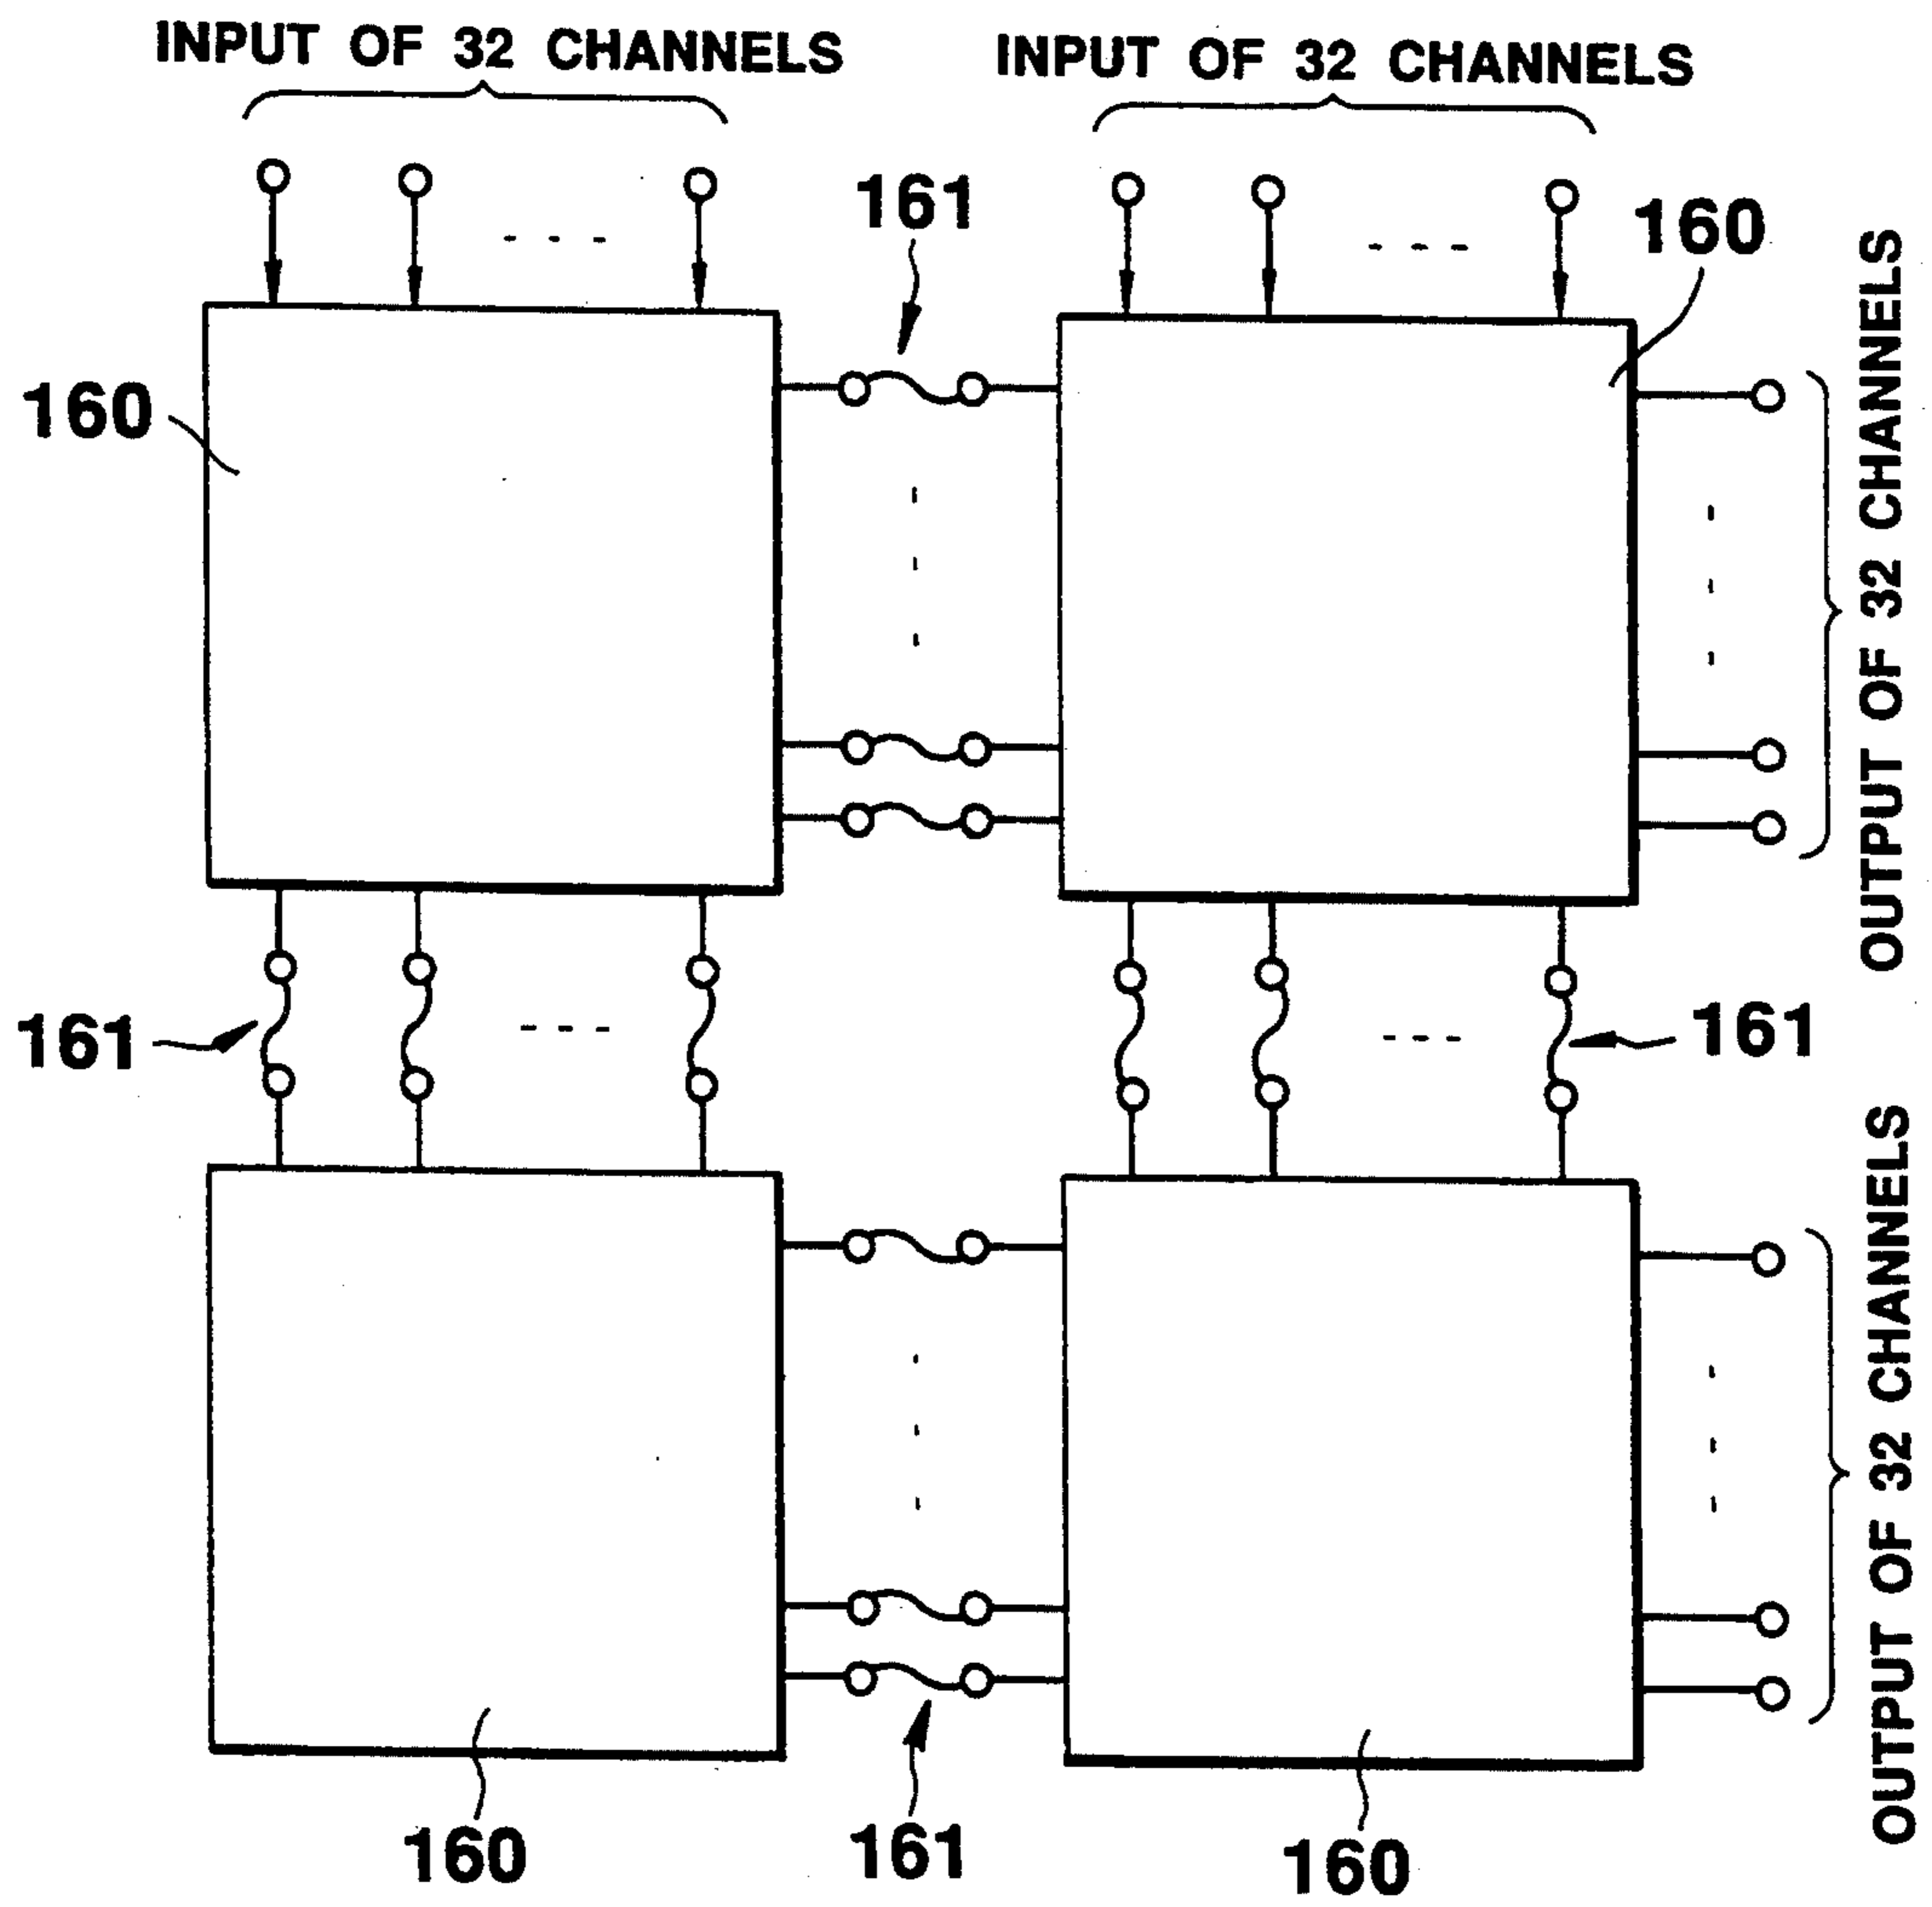 INPUT OF 32 CHANNELS
INPUT OF 32 CHANNELS
161
160
160
OUTPUT OF 32 CHANNELS
161
161
OUTPUT OF 32 CHANNELS
160
161
160